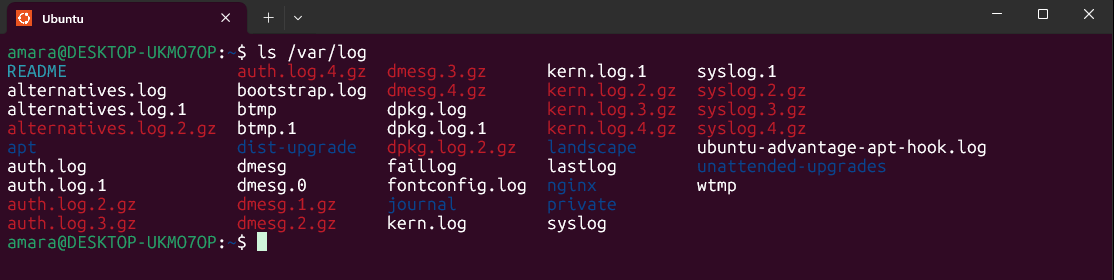 Ubuntu
amara@DESKTOP-UKMO7OP:~$ ls /var/log
README auth.log.4.gz dmesg.3.gz kern.log.1 syslog.1
alternatives.log bootstrap.log dmesg.4.gz kern.log.2.gz syslog.2.gz
alternatives.log.1 btmp dpkg.log kern.log.3.gz syslog.3.gz
alternatives.log.2.gz btmp.1 dpkg.log.1 kern.log.4.gz syslog.4.gz
apt dist-upgrade dpkg.log.2.gz landscape ubuntu-advantage-apt-hook.log
auth.log dmesg faillog lastlog unattended-upgrades
auth.log.1 dmesg.0 fontconfig.log nginx wtmp
auth.log.2.gz dmesg.1.gz journal private
auth.log.3.gz dmesg.2.gz kern.log syslog
amara@DESKTOP-UKMO7OP:~$